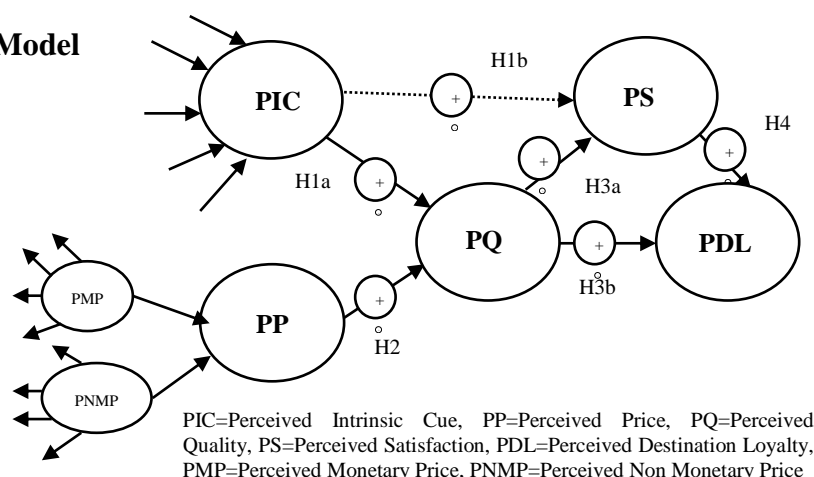 Model
H1b
PIC
+
PS
H4
+
+
H1a
+
H3a
PQ
+
PDL
H3b
PMP
PP
+
H2
PNMP
PIC=Perceived Intrinsic Cue, PP=Perceived Price, PQ=Perceived
Quality, PS=Perceived Satisfaction, PDL=Perceived Destination Loyalty,
PMP=Perceived Monetary Price, PNMP=Perceived Non Monetary Price